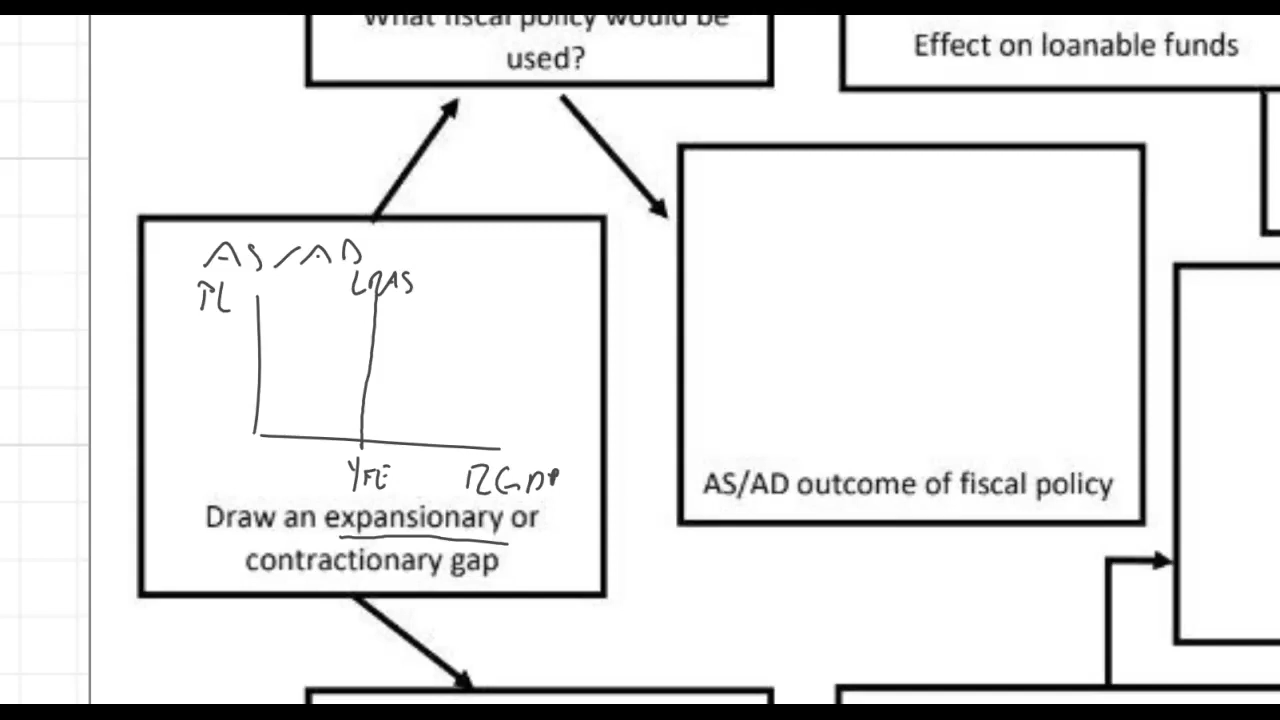 What fiscal policy would be
used?
Effect on loanable funds
AS/AD
PL
LRAS
YFE
RGDP
Draw an expansionary or
contractionary gap
AS/AD outcome of fiscal policy